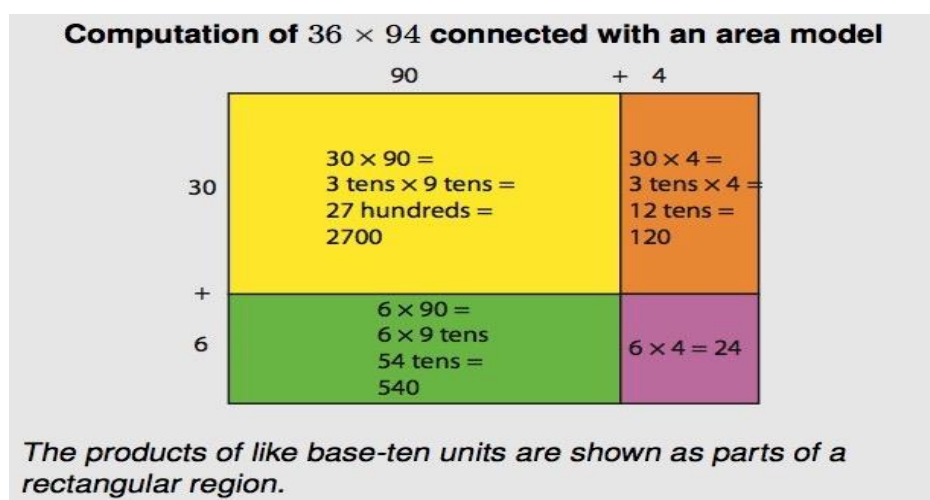 Computation of 36 × 94 connected with an area model
90 + 4
30
30 × 90 =
3 tens × 9 tens =
27 hundreds =
2700
30 × 4 =
3 tens × 4 =
12 tens =
120
+
6
6 × 90 =
6 × 9 tens
54 tens =
540
6 × 4 = 24
The products of like base-ten units are shown as parts of a
rectangular region.